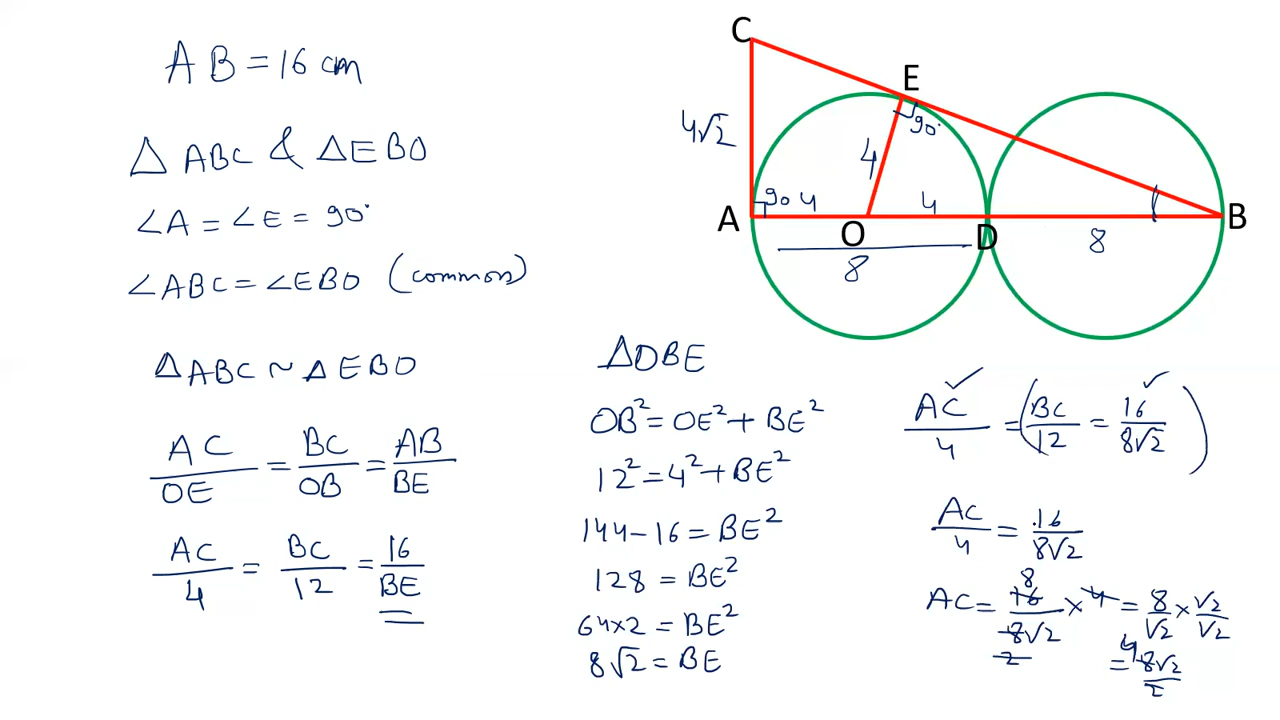 AB = 16 cm
△ ABC & △EBO
∠A = ∠E = 90°
∠ABC = ∠EBO (common)
△ABC ~ △EBO
AC/OE = BC/OB = AB/BE
AC/4 = BC/12 = 16/BE
C
E
4√2
90°
4
90 4
4
A
O
D
B
8
8
△OBE
OB² = OE² + BE²
12² = 4² + BE²
144 - 16 = BE²
128 = BE²
64×2 = BE²
8√2 = BE
AC/4 = (BC/12 = 16/8√2)
AC/4 = 16/8√2
8
AC = 16/8√2 × 4 = 8/√2 × √2/√2
2
= 4 8√2/2